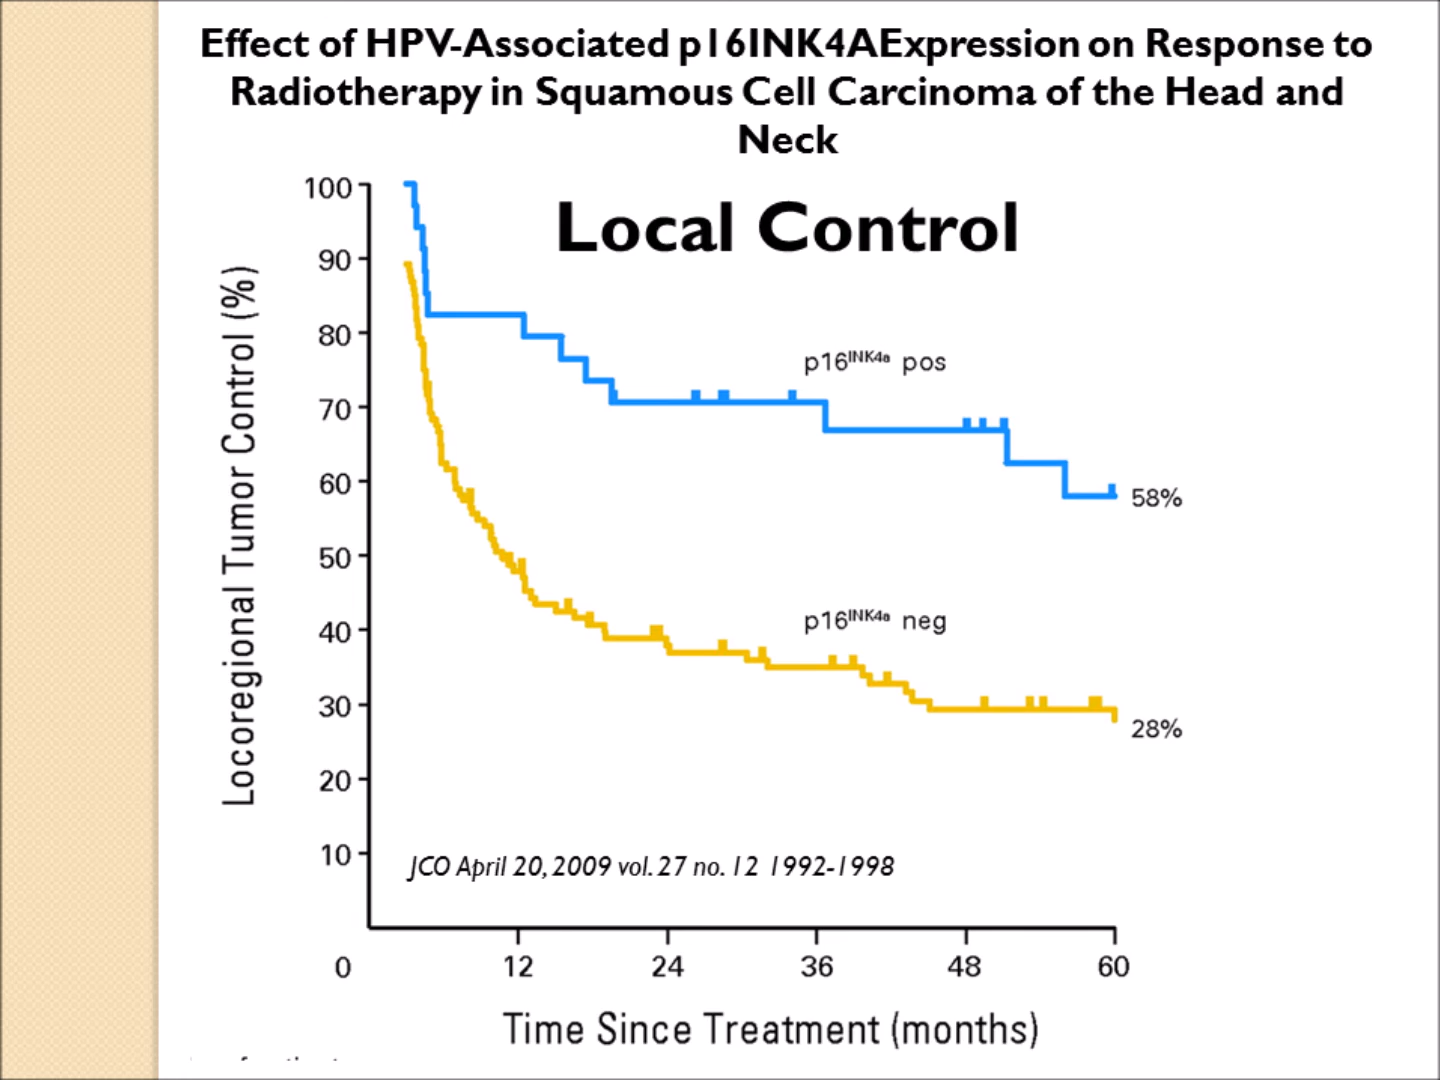 Effect of HPV-Associated p16INK4AExpression on Response to
Radiotherapy in Squamous Cell Carcinoma of the Head and
Neck
Local Control
Locoregional Tumor Control (%)
100
90
80
70
60
50
40
30
20
10
0
p16INK4a pos
58%
p16INK4a neg
28%
JCO April 20, 2009 vol. 27 no. 12 1992-1998
12 24 36 48 60
Time Since Treatment (months)